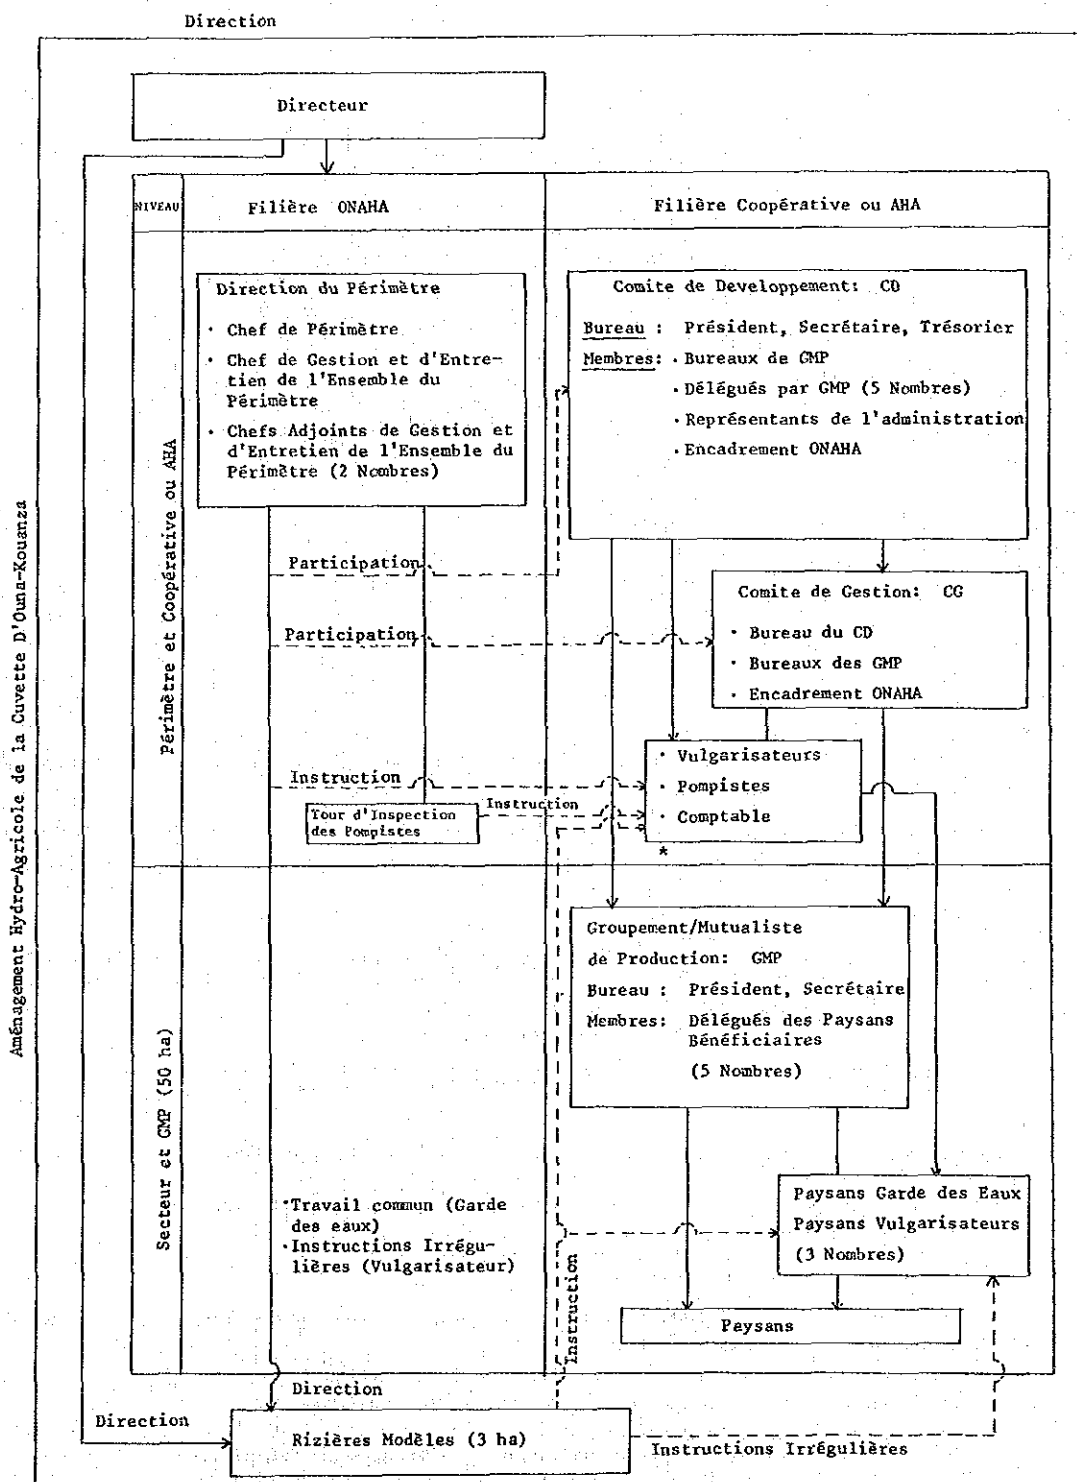 Direction
Directeur
NIVEAU
Filière ONAHA
Filière Coopérative ou AHA
Aménagement Hydro-Agricole de la Cuvette D'Ouna-Kouanza
Périmètre et Coopérative ou AHA
Direction du Périmètre
· Chef de Périmètre
· Chef de Gestion et d'Entre-
tien de l'Ensemble du
Périmètre
· Chefs Adjoints de Gestion et
d'Entretien de l'Ensemble du
Périmètre (2 Nombres)
Comite de Developpement: CD
Bureau : Président, Secrétaire, Trésorier
Membres: · Bureaux de GMP
· Délégués par GMP (5 Nombres)
· Représentants de l'administration
· Encadrement ONAHA
Participation
Comite de Gestion: CG
· Bureau du CD
· Bureaux des GMP
· Encadrement ONAHA
Participation
Instruction
· Vulgarisateurs
· Pompistes
· Comptable
*
Tour d'Inspection
des Pompistes
Instruction
Secteur et GMP (50 ha)
Groupement/Mutualiste
de Production: GMP
Bureau : Président, Secrétaire
Membres: Délégués des Paysans
Bénéficiaires
(5 Nombres)
·Travail commun (Garde
des eaux)
·Instructions Irrégu-
lières (Vulgarisateur)
Paysans Garde des Eaux
Paysans Vulgarisateurs
(3 Nombres)
Instruction
Paysans
Direction
Direction
Rizières Modèles (3 ha)
Instructions Irrégulières